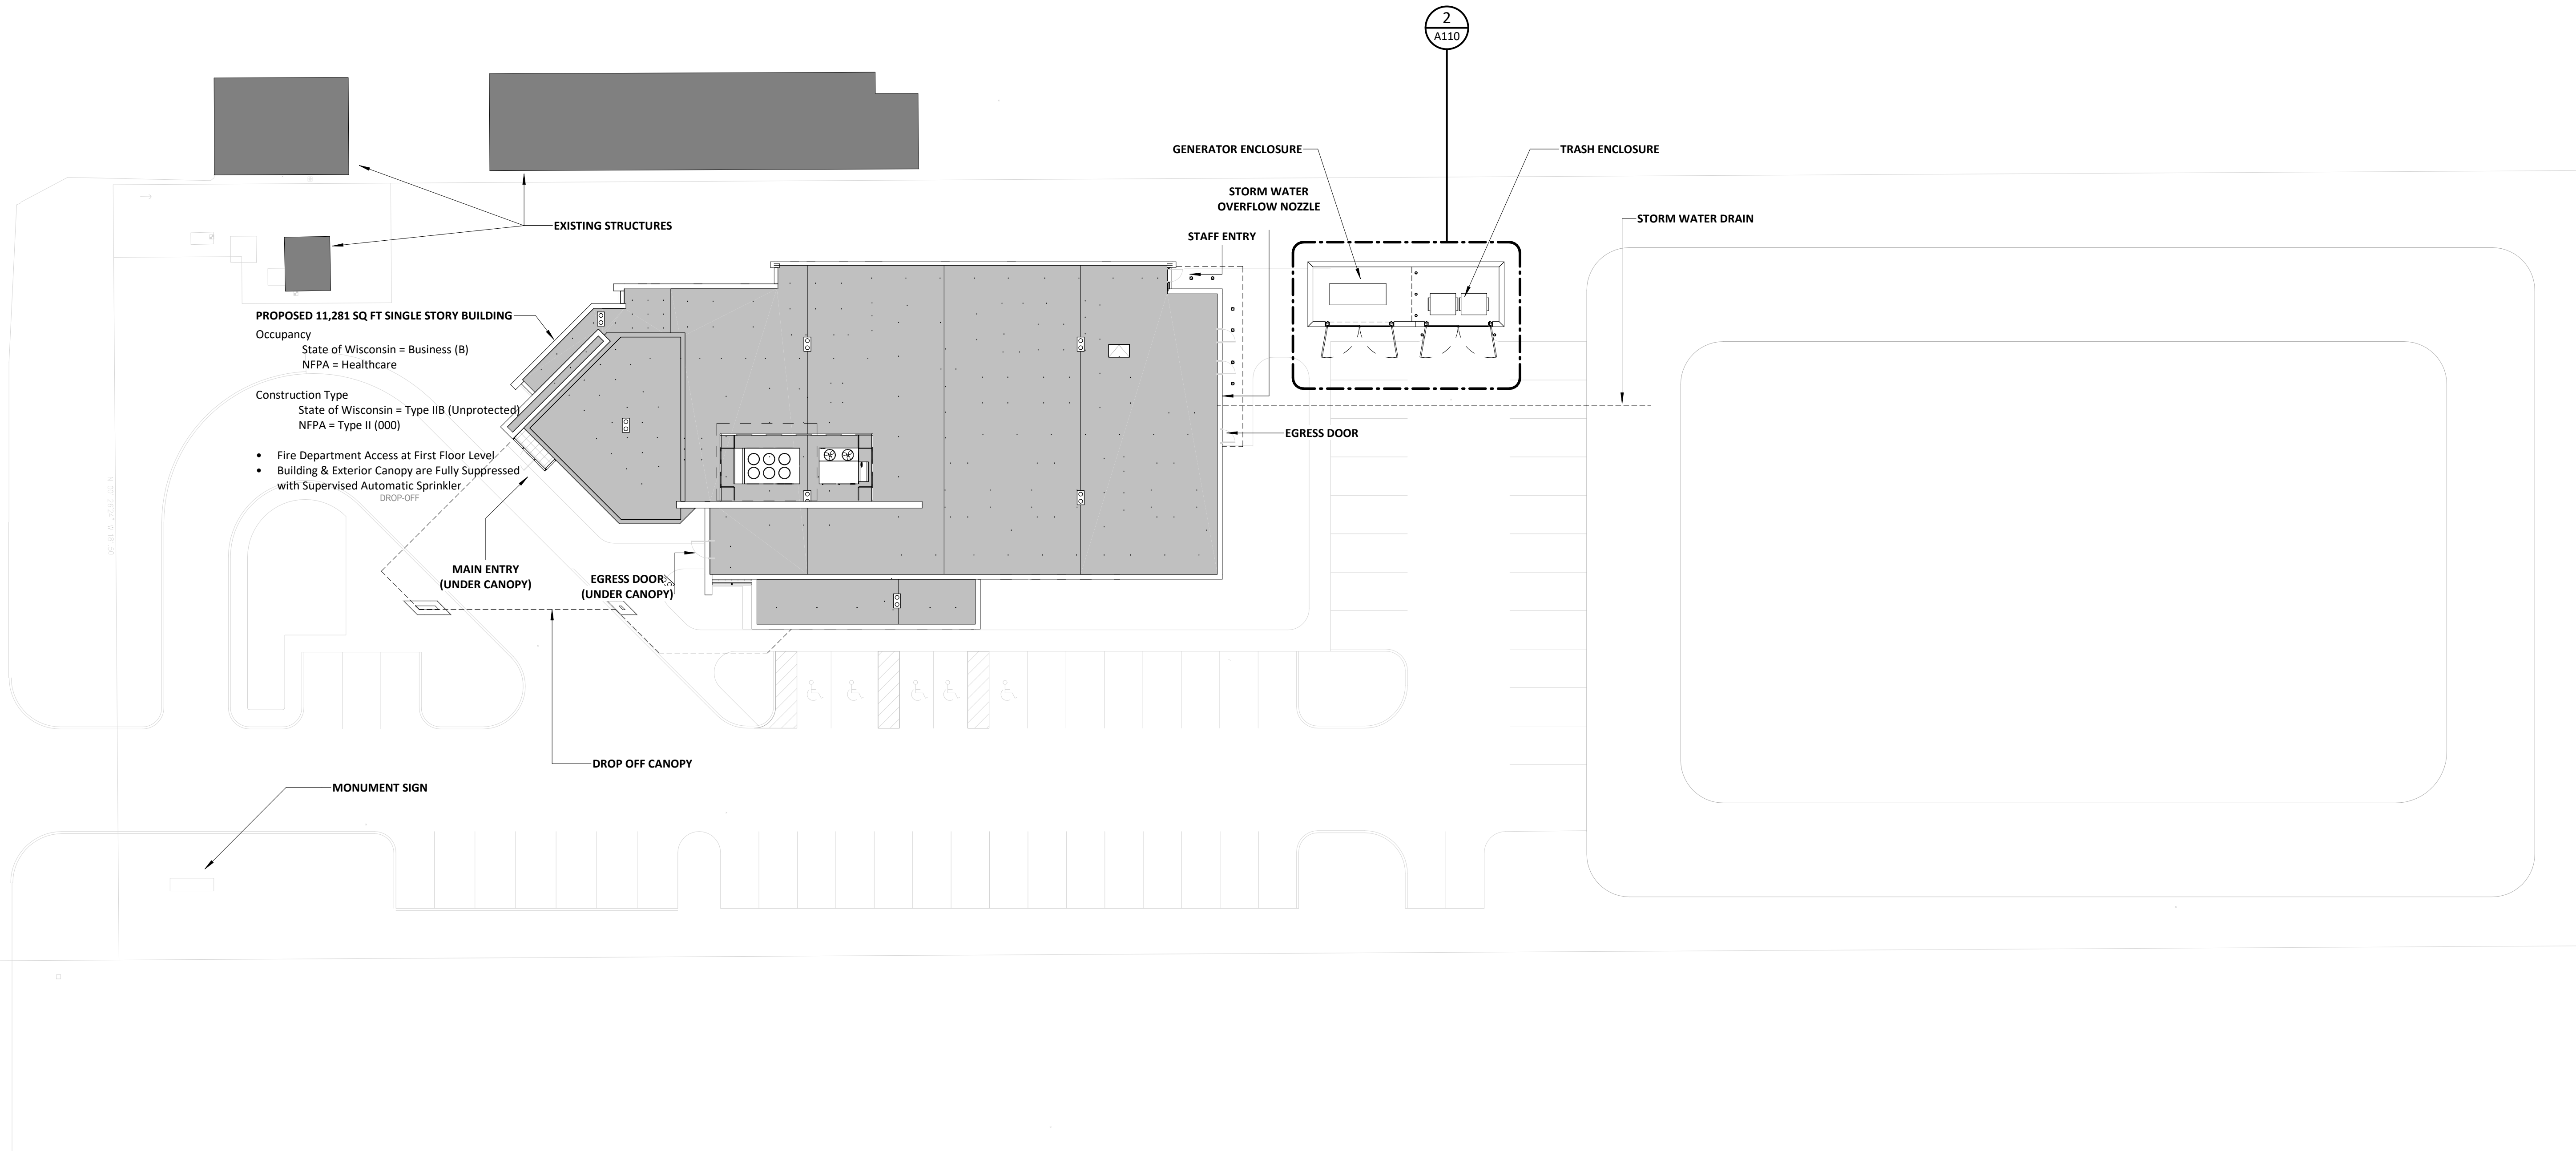 2
A110
GENERATOR ENCLOSURE
TRASH ENCLOSURE
STORM WATER
OVERFLOW NOZZLE
STORM WATER DRAIN
EXISTING STRUCTURES
STAFF ENTRY
PROPOSED 11,281 SQ FT SINGLE STORY BUILDING
Occupancy
State of Wisconsin = Business (B)
NFPA = Healthcare
Construction Type
State of Wisconsin = Type IIB (Unprotected)
NFPA = Type II (000)
• Fire Department Access at First Floor Level
• Building & Exterior Canopy are Fully Suppressed
with Supervised Automatic Sprinkler
DROP-OFF
EGRESS DOOR
MAIN ENTRY
(UNDER CANOPY)
EGRESS DOOR
(UNDER CANOPY)
DROP OFF CANOPY
MONUMENT SIGN